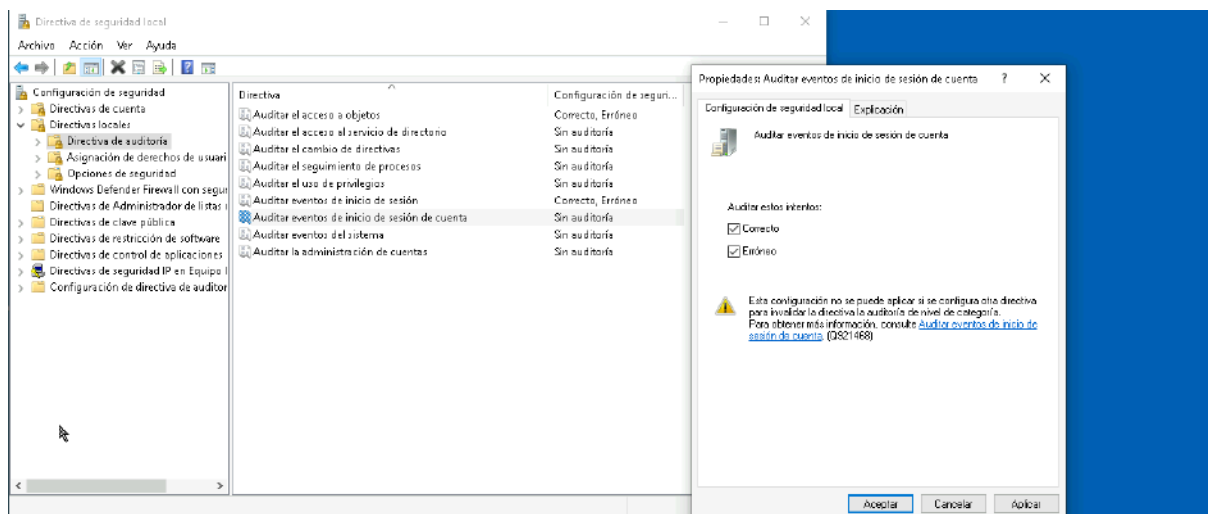 Directiva de seguridad local
Archivo Acción Ver Ayuda
Configuración de seguridad
Directivas de cuenta
Directivas locales
Directiva de auditoría
Asignación de derechos de usuari
Opciones de seguridad
Windows Defender Firewall con segur
Directivas de Administrador de listas
Directivas de clave pública
Directivas de restricción de software
Directivas de control de aplicaciones
Directivas de seguridad IP en Equipo l
Configuración de directiva de auditor
Directiva Configuración de seguri...
Auditar el acceso a objetos Correcto, Erróneo
Auditar el acceso al servicio de directorio Sin auditoría
Auditar el cambio de directivas Sin auditoría
Auditar el seguimiento de procesos Sin auditoría
Auditar el uso de privilegios Sin auditoría
Auditar eventos de inicio de sesión Correcto, Erróneo
Auditar eventos de inicio de sesión de cuenta Sin auditoría
Auditar eventos del sistema Sin auditoría
Auditar la administración de cuentas Sin auditoría
Propiedades: Auditar eventos de inicio de sesión de cuenta ?
Configuración de seguridad local Explicación
Auditar eventos de inicio de sesión de cuenta
Auditar estos intentos:
Correcto
Erróneo
Esta configuración no se puede aplicar si se configura otra directiva
para invalidar la directiva la auditoría de nivel de categoría.
Para obtener más información, consulte Auditar eventos de inicio de
sesión de cuenta. (Q921468)
Aceptar Cancelar Aplicar